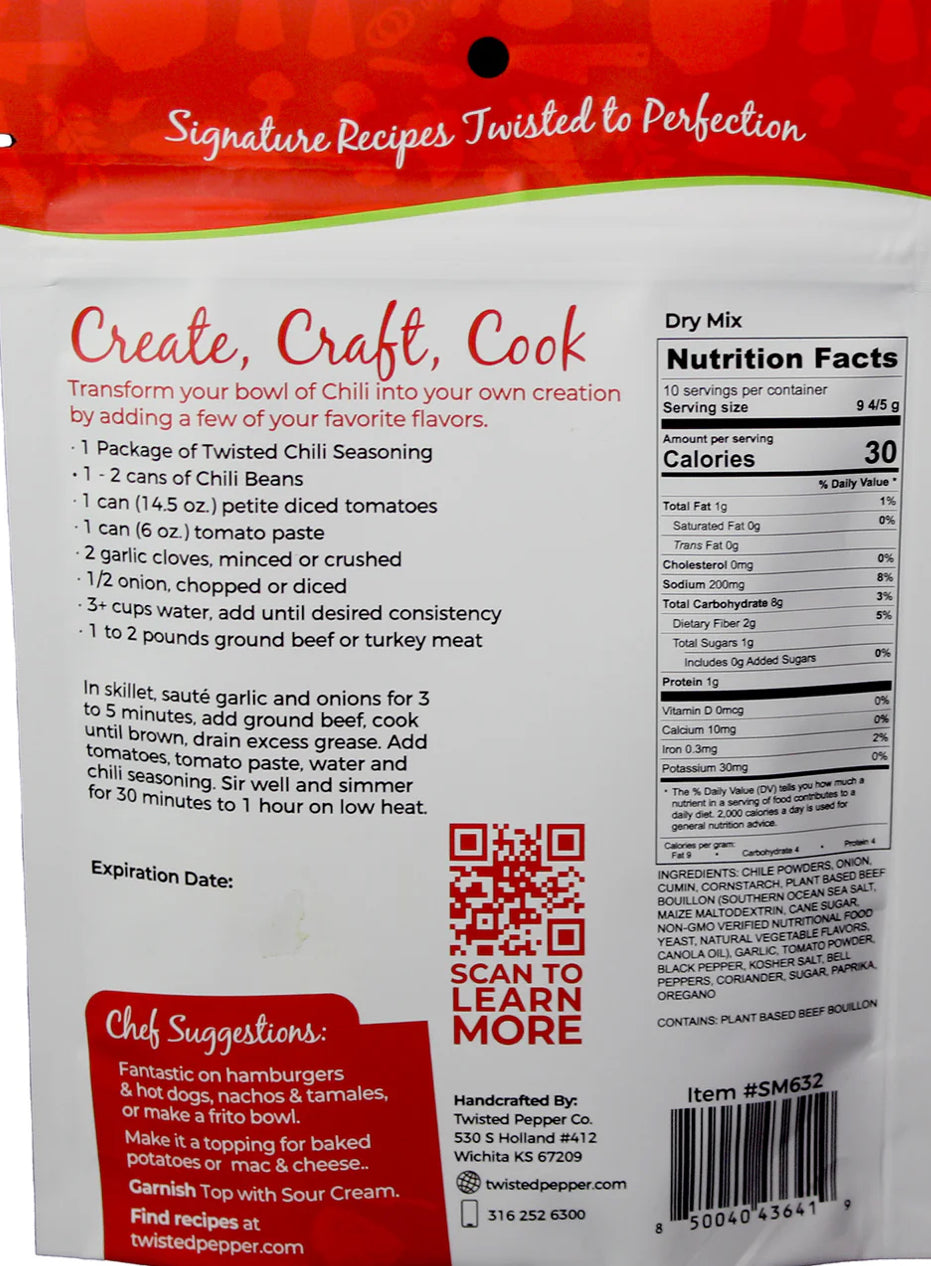 Signature Recipes Twisted to Perfection
Create, Craft, Cook
Transform your bowl of Chili into your own creation
by adding a few of your favorite flavors.
· 1 Package of Twisted Chili Seasoning
· 1 - 2 cans of Chili Beans
· 1 can (14.5 oz.) petite diced tomatoes
· 1 can (6 oz.) tomato paste
· 2 garlic cloves, minced or crushed
· 1/2 onion, chopped or diced
· 3+ cups water, add until desired consistency
· 1 to 2 pounds ground beef or turkey meat
In skillet, sauté garlic and onions for 3
to 5 minutes, add ground beef, cook
until brown, drain excess grease. Add
tomatoes, tomato paste, water and
chili seasoning. Sir well and simmer
for 30 minutes to 1 hour on low heat.
Expiration Date:
SCAN TO
LEARN
MORE
Chef Suggestions:
Fantastic on hamburgers
& hot dogs, nachos & tamales,
or make a frito bowl.
Make it a topping for baked
potatoes or mac & cheese..
Garnish Top with Sour Cream.
Find recipes at
twistedpepper.com
Handcrafted By:
Twisted Pepper Co.
530 S Holland #412
Wichita KS 67209
twistedpepper.com
316 252 6300
Dry Mix
Nutrition Facts
10 servings per container
Serving size 9 4/5 g
Amount per serving
Calories 30
% Daily Value *
Total Fat 1g 1%
Saturated Fat 0g 0%
Trans Fat 0g
Cholesterol 0mg 0%
Sodium 200mg 8%
Total Carbohydrate 8g 3%
Dietary Fiber 2g 5%
Total Sugars 1g
Includes 0g Added Sugars 0%
Protein 1g
Vitamin D 0mcg 0%
Calcium 10mg 0%
Iron 0.3mg 2%
Potassium 30mg 0%
* The % Daily Value (DV) tells you how much a
nutrient in a serving of food contributes to a
daily diet. 2,000 calories a day is used for
general nutrition advice.
Calories per gram:
Fat 9 • Carbohydrate 4 • Protein 4
INGREDIENTS: CHILE POWDERS, ONION,
CUMIN, CORNSTARCH, PLANT BASED BEEF
BOUILLON (SOUTHERN OCEAN SEA SALT,
MAIZE MALTODEXTRIN, CANE SUGAR,
NON-GMO VERIFIED NUTRITIONAL FOOD
YEAST, NATURAL VEGETABLE FLAVORS,
CANOLA OIL), GARLIC, TOMATO POWDER,
BLACK PEPPER, KOSHER SALT, BELL
PEPPERS, CORIANDER, SUGAR, PAPRIKA,
OREGANO
CONTAINS: PLANT BASED BEEF BOUILLON
Item #SM632
8 50040 43641 9